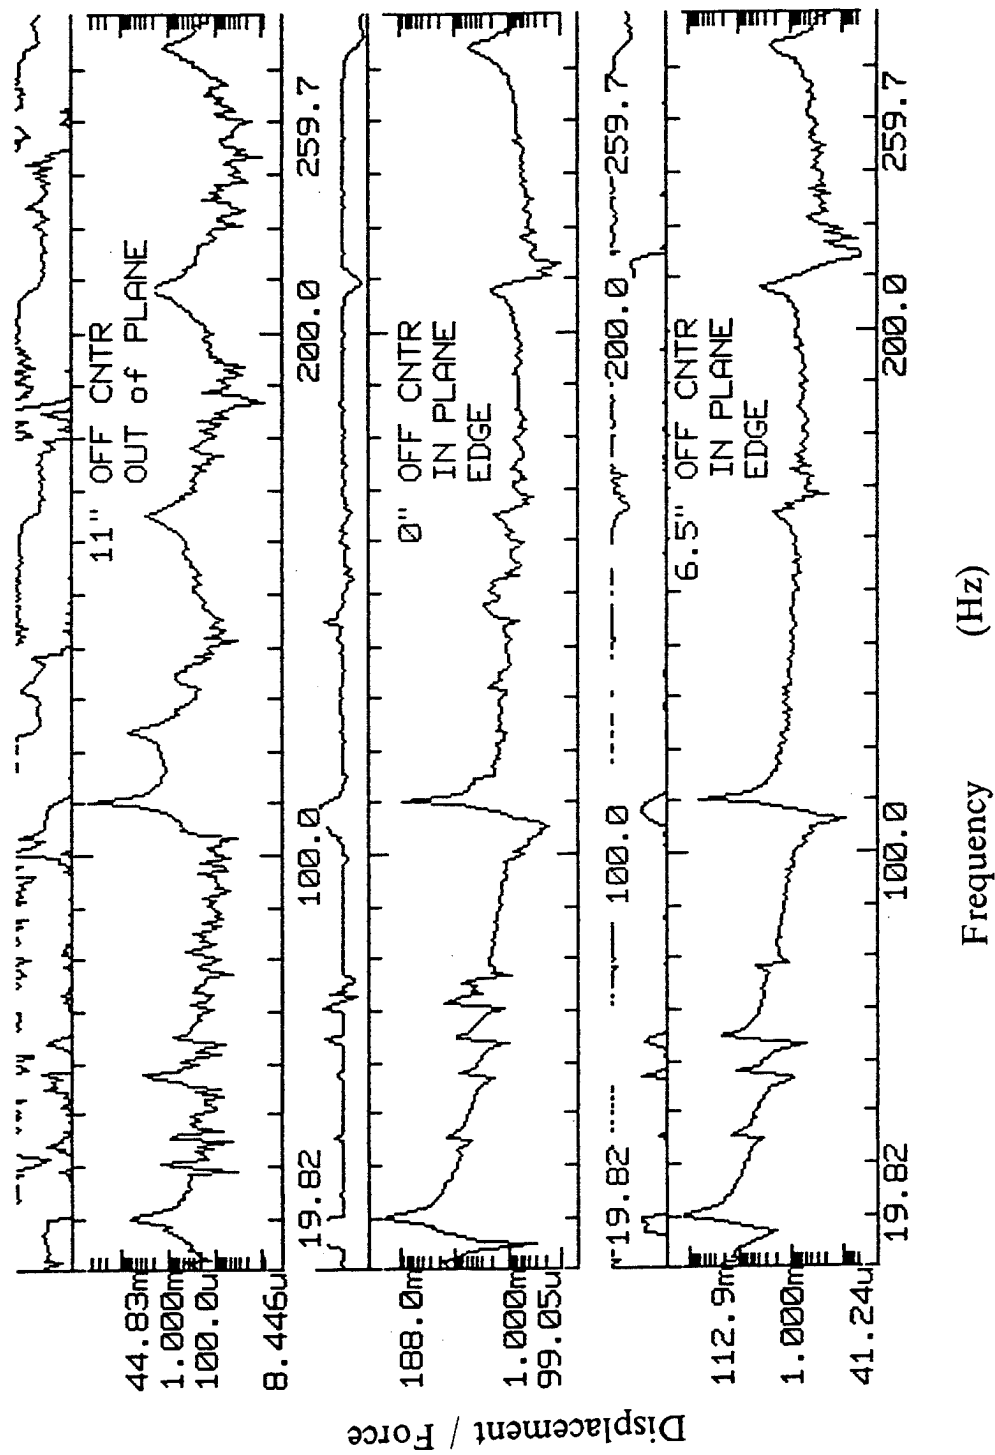 Displacement / Force
11" OFF CNTR
OUT of PLANE
44.83m
1.000m
100.0u
8.446u
19.82 100.0 200.0 259.7
0" OFF CNTR
IN PLANE
EDGE
188.0m
1.000m
99.05u
19.82 100.0 200.0 259.7
6.5" OFF CNTR
IN PLANE
EDGE
112.9m
1.000m
41.24u
19.82 100.0 200.0 259.7
Frequency (Hz)